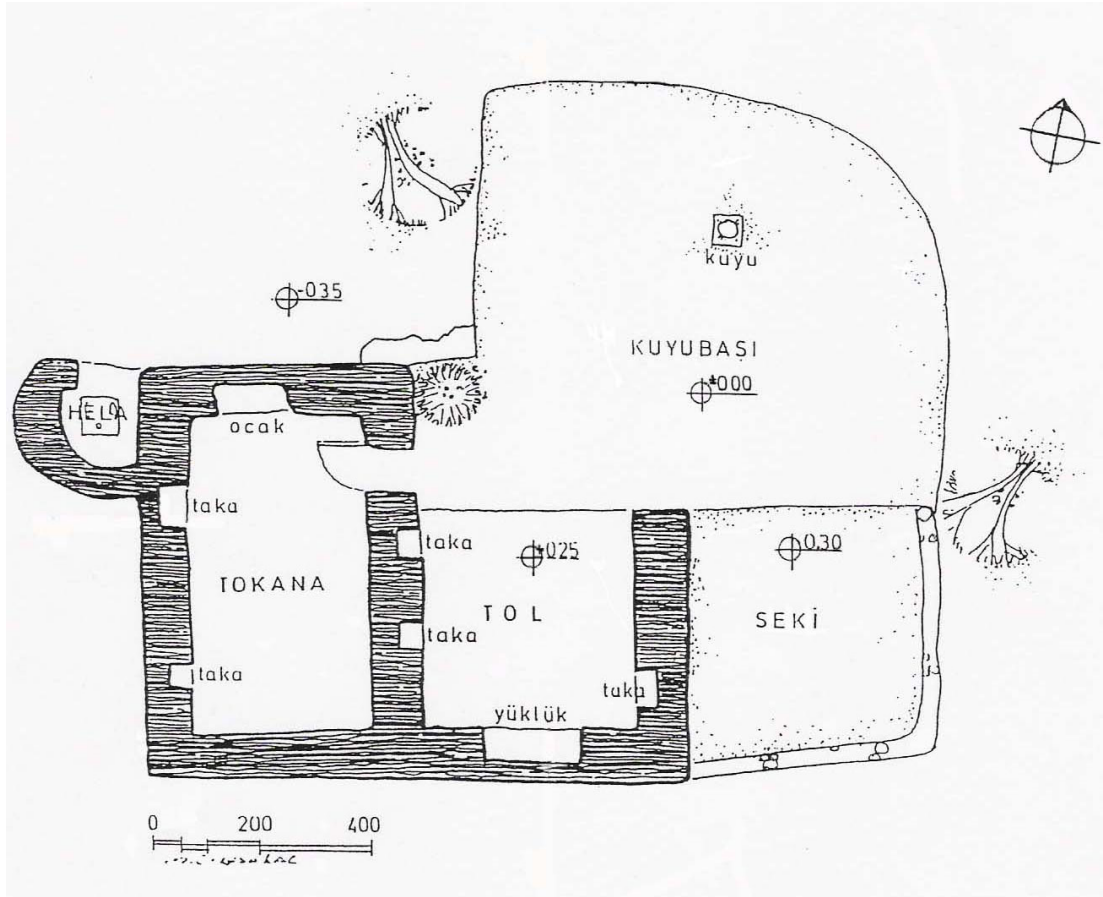 kuyu
-035
KUYUBASI
±000
HELA
ocak
taka
taka
+025
0.30
TOKANA
TOL
SEKİ
taka
taka
taka
yüklük
0 200 400